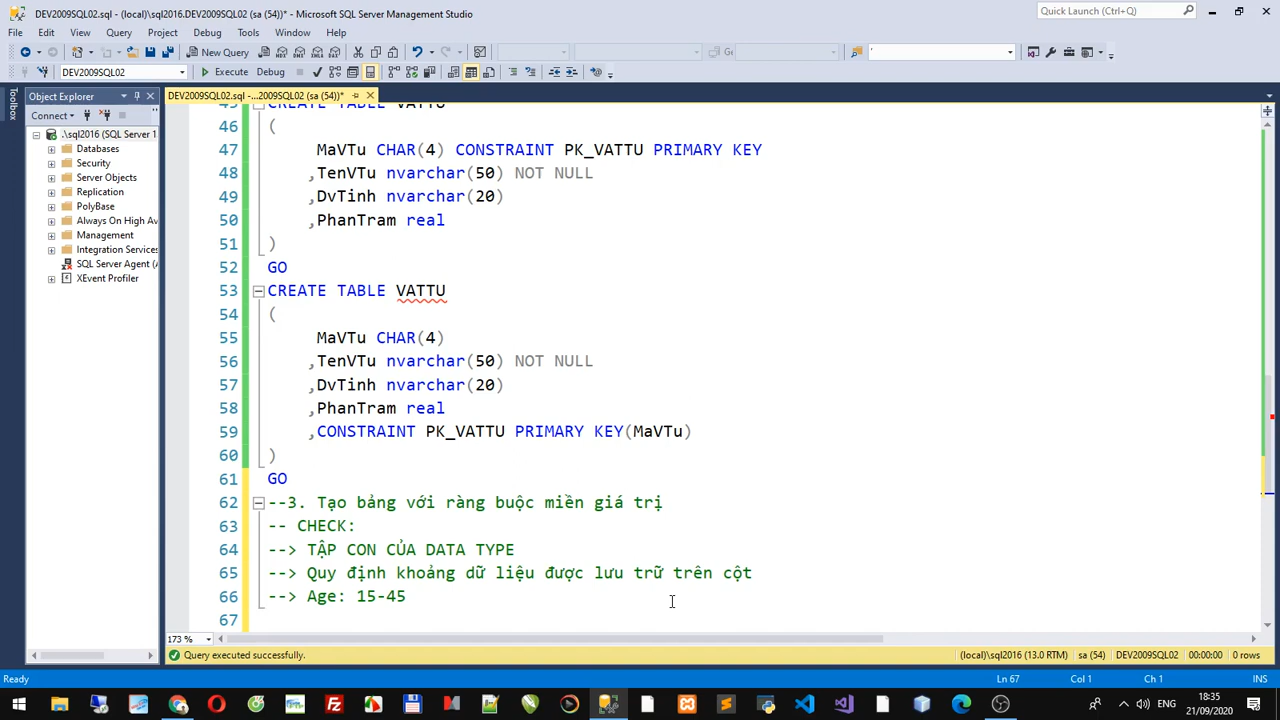 DEV2009SQL02.sql - (local)\sql2016.DEV2009SQL02 (sa (54))* - Microsoft SQL Server Management Studio
Quick Launch (Ctrl+Q)
File Edit View Query Project Debug Tools Window Help
New Query
Ge
'
DEV2009SQL02
Execute Debug
Toolbox
Object Explorer
DEV2009SQL02.sql -...2009SQL02 (sa (54))*
Connect
.\sql2016 (SQL Server 1
Databases
Security
Server Objects
Replication
PolyBase
Always On High Av
Management
Integration Services
SQL Server Agent (A
XEvent Profiler
45 CREATE TABLE VATTU
46 (
47 MaVTu CHAR(4) CONSTRAINT PK_VATTU PRIMARY KEY
48 ,TenVTu nvarchar(50) NOT NULL
49 ,DvTinh nvarchar(20)
50 ,PhanTram real
51 )
52 GO
53 CREATE TABLE VATTU
54 (
55 MaVTu CHAR(4)
56 ,TenVTu nvarchar(50) NOT NULL
57 ,DvTinh nvarchar(20)
58 ,PhanTram real
59 ,CONSTRAINT PK_VATTU PRIMARY KEY(MaVTu)
60 )
61 GO
62 --3. Tạo bảng với ràng buộc miền giá trị
63 -- CHECK:
64 --> TẬP CON CỦA DATA TYPE
65 --> Quy định khoảng dữ liệu được lưu trữ trên cột
66 --> Age: 15-45
67
173 %
Query executed successfully.
(local)\sql2016 (13.0 RTM) sa (54) DEV2009SQL02 00:00:00 0 rows
Ready
Ln 67 Col 1 Ch 1 INS
ENG
18:35
21/09/2020